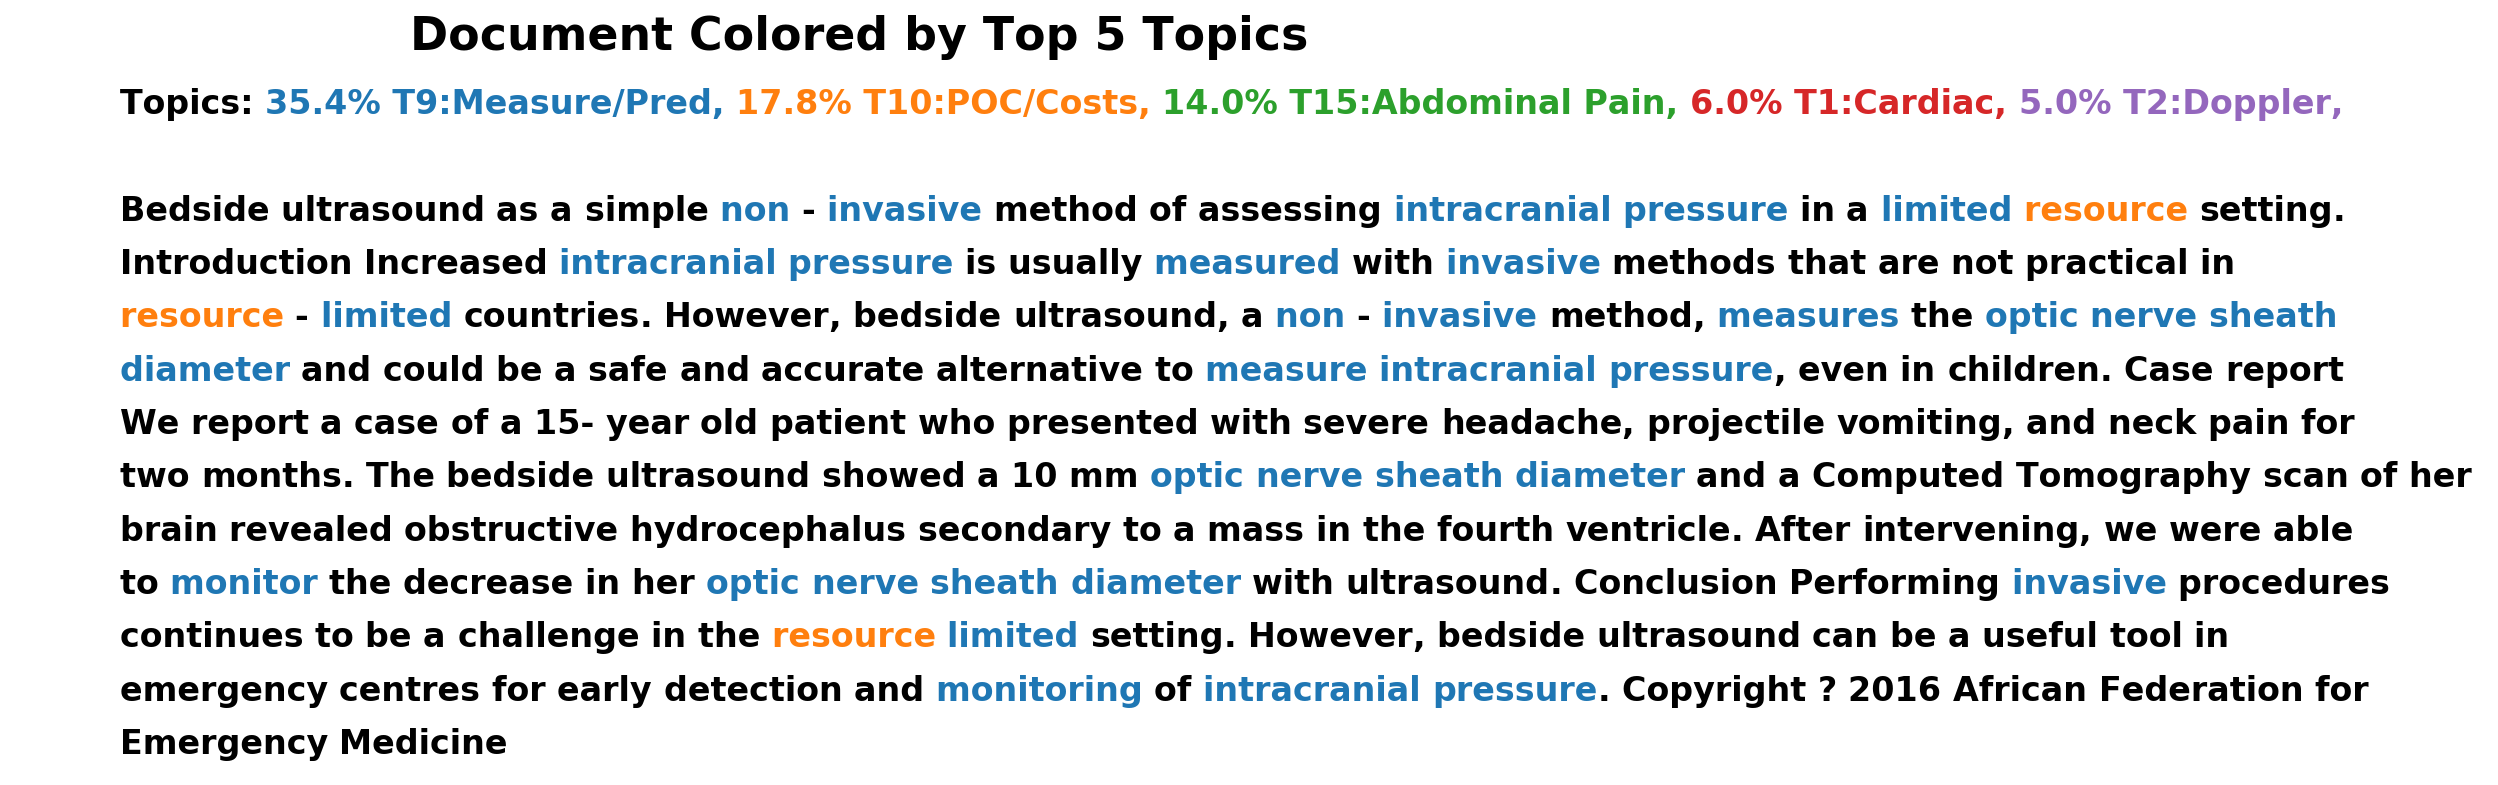 Document Colored by Top 5 Topics
Topics: 35.4% T9:Measure/Pred, 17.8% T10:POC/Costs, 14.0% T15:Abdominal Pain, 6.0% T1:Cardiac, 5.0% T2:Doppler,
Bedside ultrasound as a simple non - invasive method of assessing intracranial pressure in a limited resource setting.
Introduction Increased intracranial pressure is usually measured with invasive methods that are not practical in
resource - limited countries. However, bedside ultrasound, a non - invasive method, measures the optic nerve sheath
diameter and could be a safe and accurate alternative to measure intracranial pressure, even in children. Case report
We report a case of a 15- year old patient who presented with severe headache, projectile vomiting, and neck pain for
two months. The bedside ultrasound showed a 10 mm optic nerve sheath diameter and a Computed Tomography scan of her
brain revealed obstructive hydrocephalus secondary to a mass in the fourth ventricle. After intervening, we were able
to monitor the decrease in her optic nerve sheath diameter with ultrasound. Conclusion Performing invasive procedures
continues to be a challenge in the resource limited setting. However, bedside ultrasound can be a useful tool in
emergency centres for early detection and monitoring of intracranial pressure. Copyright ? 2016 African Federation for
Emergency Medicine